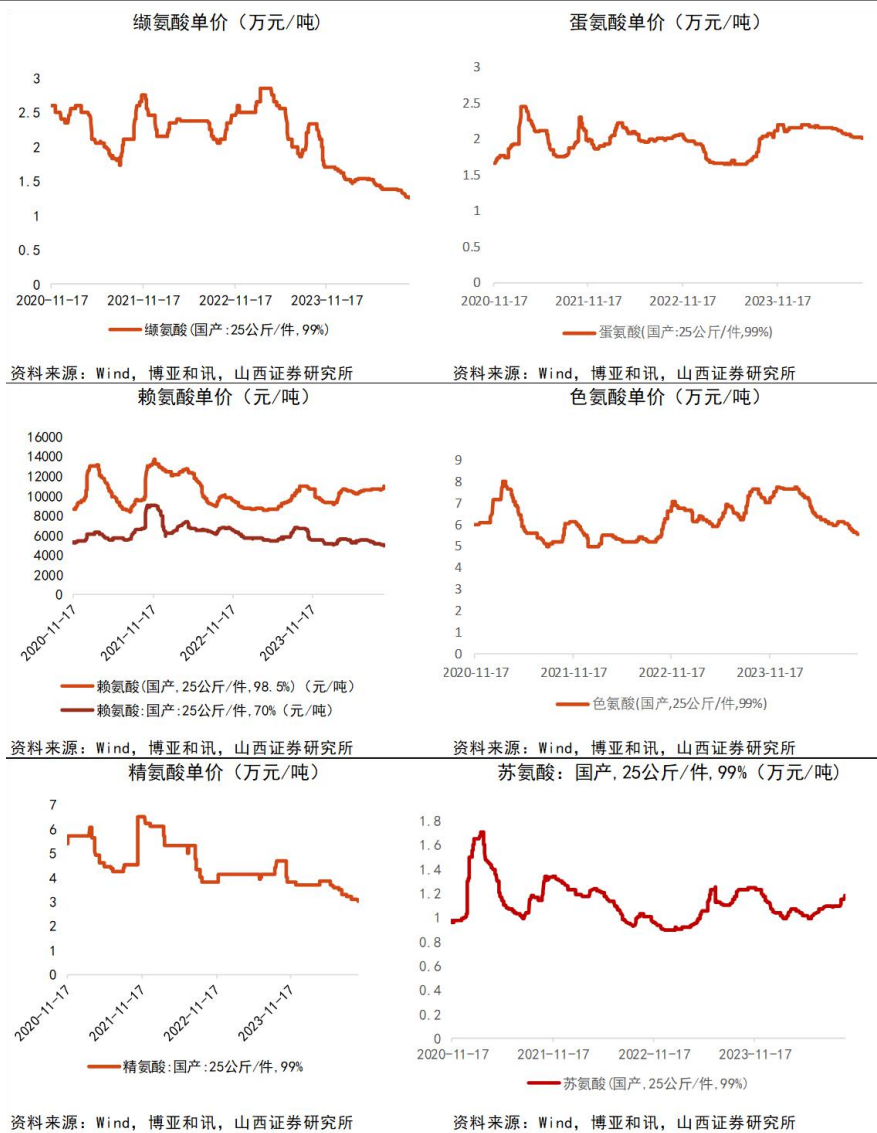 缬氨酸单价（万元/吨）
3
2.5
2
1.5
1
0.5
0
2020-11-17 2021-11-17 2022-11-17 2023-11-17
缬氨酸(国产:25公斤/件,99%)
资料来源：Wind，博亚和讯，山西证券研究所
蛋氨酸单价（万元/吨）
3
2.5
2
1.5
1
0.5
0
2020-11-17 2021-11-17 2022-11-17 2023-11-17
蛋氨酸(国产:25公斤/件,99%)
资料来源：Wind，博亚和讯，山西证券研究所
赖氨酸单价（元/吨）
16000
14000
12000
10000
8000
6000
4000
2000
0
2020-11-17 2021-11-17 2022-11-17 2023-11-17
赖氨酸(国产,25公斤/件,98.5%)（元/吨）
赖氨酸:国产:25公斤/件,70%（元/吨）
资料来源：Wind，博亚和讯，山西证券研究所
色氨酸单价（万元/吨）
9
8
7
6
5
4
3
2
1
0
2020-11-17 2021-11-17 2022-11-17 2023-11-17
色氨酸(国产,25公斤/件,99%)
资料来源：Wind，博亚和讯，山西证券研究所
精氨酸单价（万元/吨）
7
6
5
4
3
2
1
0
2020-11-17 2021-11-17 2022-11-17 2023-11-17
精氨酸:国产:25公斤/件,99%
资料来源：Wind，博亚和讯，山西证券研究所
苏氨酸：国产,25公斤/件,99%（万元/吨）
1.8
1.6
1.4
1.2
1
0.8
0.6
0.4
0.2
0
2020-11-17 2021-11-17 2022-11-17 2023-11-17
苏氨酸(国产,25公斤/件,99%)
资料来源：Wind，博亚和讯，山西证券研究所